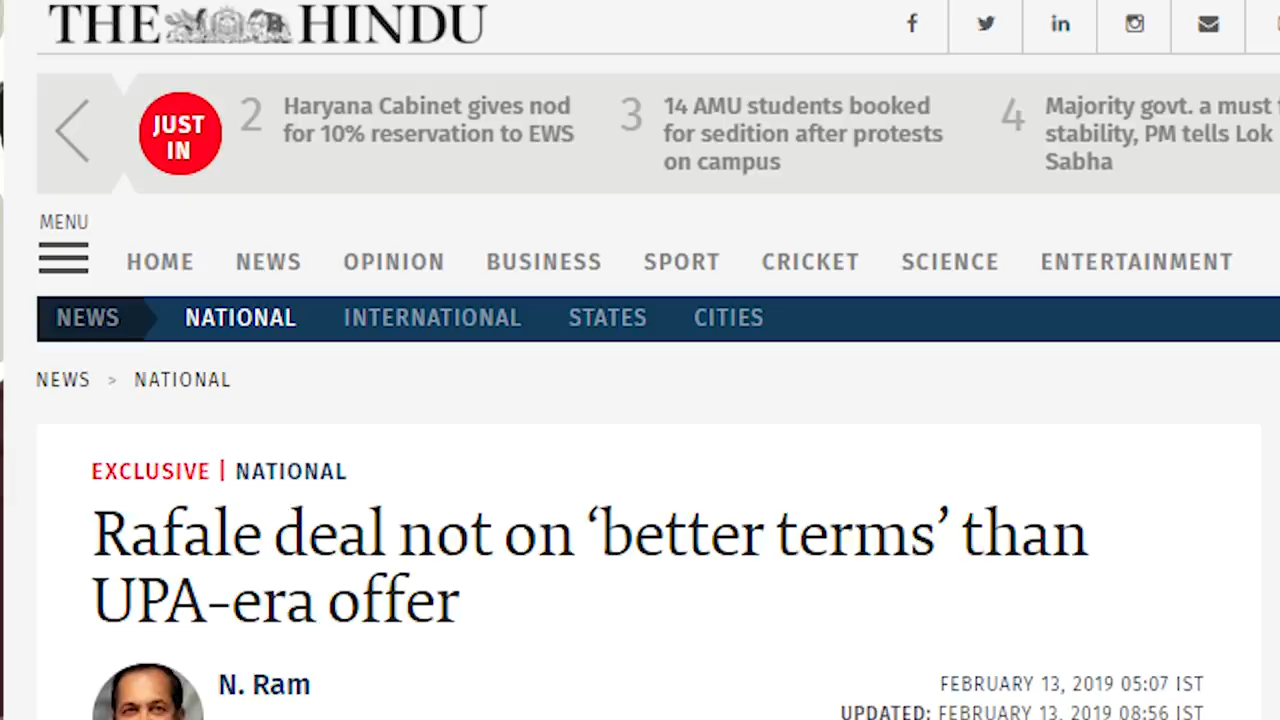 THE HINDU
JUST
IN
2 Haryana Cabinet gives nod
for 10% reservation to EWS
3 14 AMU students booked
for sedition after protests
on campus
4 Majority govt. a must
stability, PM tells Lok
Sabha
MENU
HOME NEWS OPINION BUSINESS SPORT CRICKET SCIENCE ENTERTAINMENT
NEWS NATIONAL INTERNATIONAL STATES CITIES
NEWS > NATIONAL
EXCLUSIVE | NATIONAL
Rafale deal not on ‘better terms’ than
UPA-era offer
N. Ram
FEBRUARY 13, 2019 05:07 IST
UPDATED: FEBRUARY 13, 2019 08:56 IST